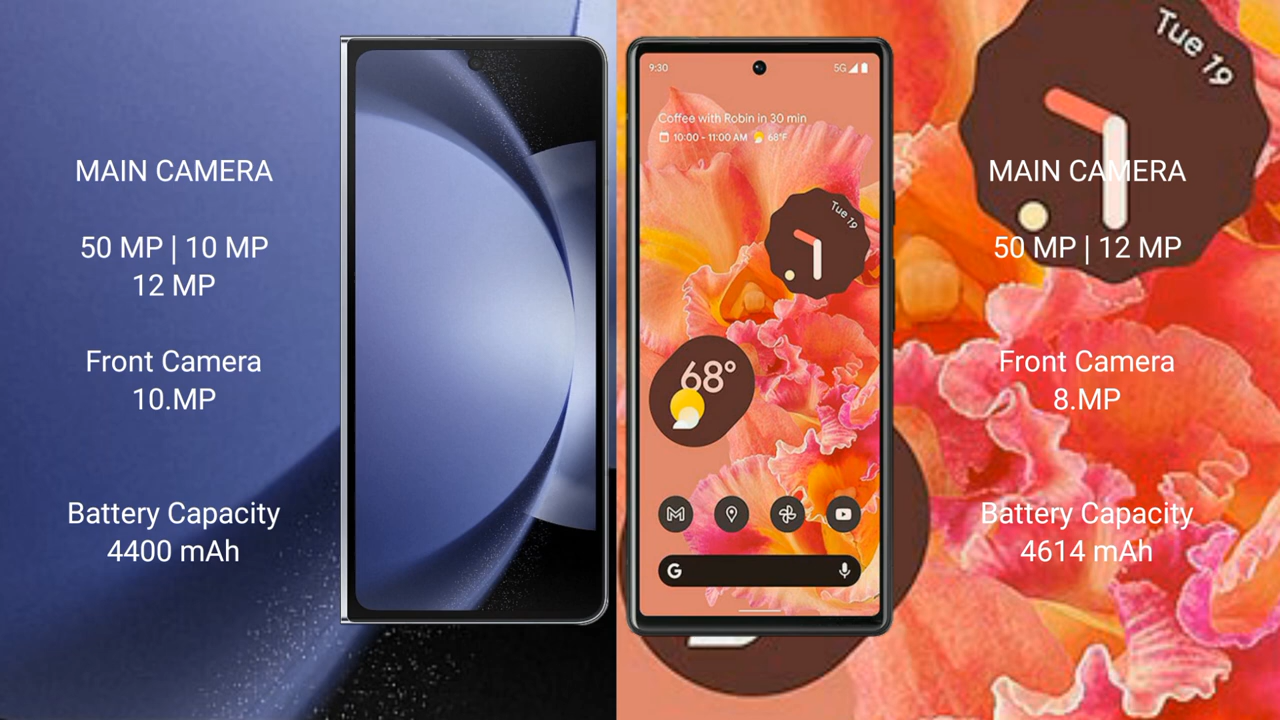 MAIN CAMERA
50 MP | 10 MP
12 MP
Front Camera
10.MP
Battery Capacity
4400 mAh
9:30
5G
Coffee with Robin in 30 min
10:00 - 11:00 AM 68°F
Tue 19
68°
G
Tue 19
MAIN CAMERA
50 MP | 12 MP
Front Camera
8.MP
Battery Capacity
4614 mAh